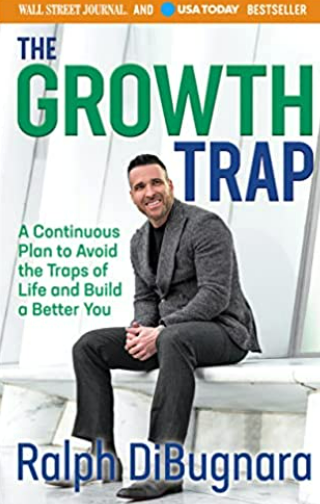 WALL STREET JOURNAL. AND USA TODAY BESTSELLER
THE
GROWTH
TRAP
A Continuous
Plan to Avoid
the Traps of
Life and Build
a Better You
Ralph DiBugnara